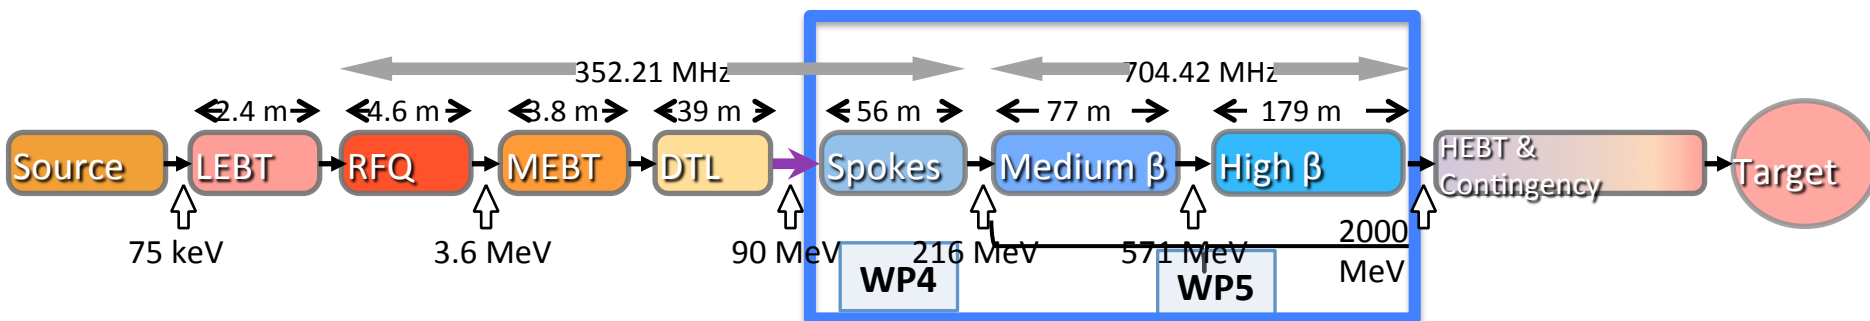 352.21 MHz 704.42 MHz
2.4 m 4.6 m 3.8 m 39 m 56 m 77 m 179 m
Source LEBT RFQ MEBT DTL Spokes Medium β High β HEBT &
Contingency Target
75 keV 3.6 MeV 90 MeV 216 MeV 571 MeV 2000
MeV
WP4 WP5